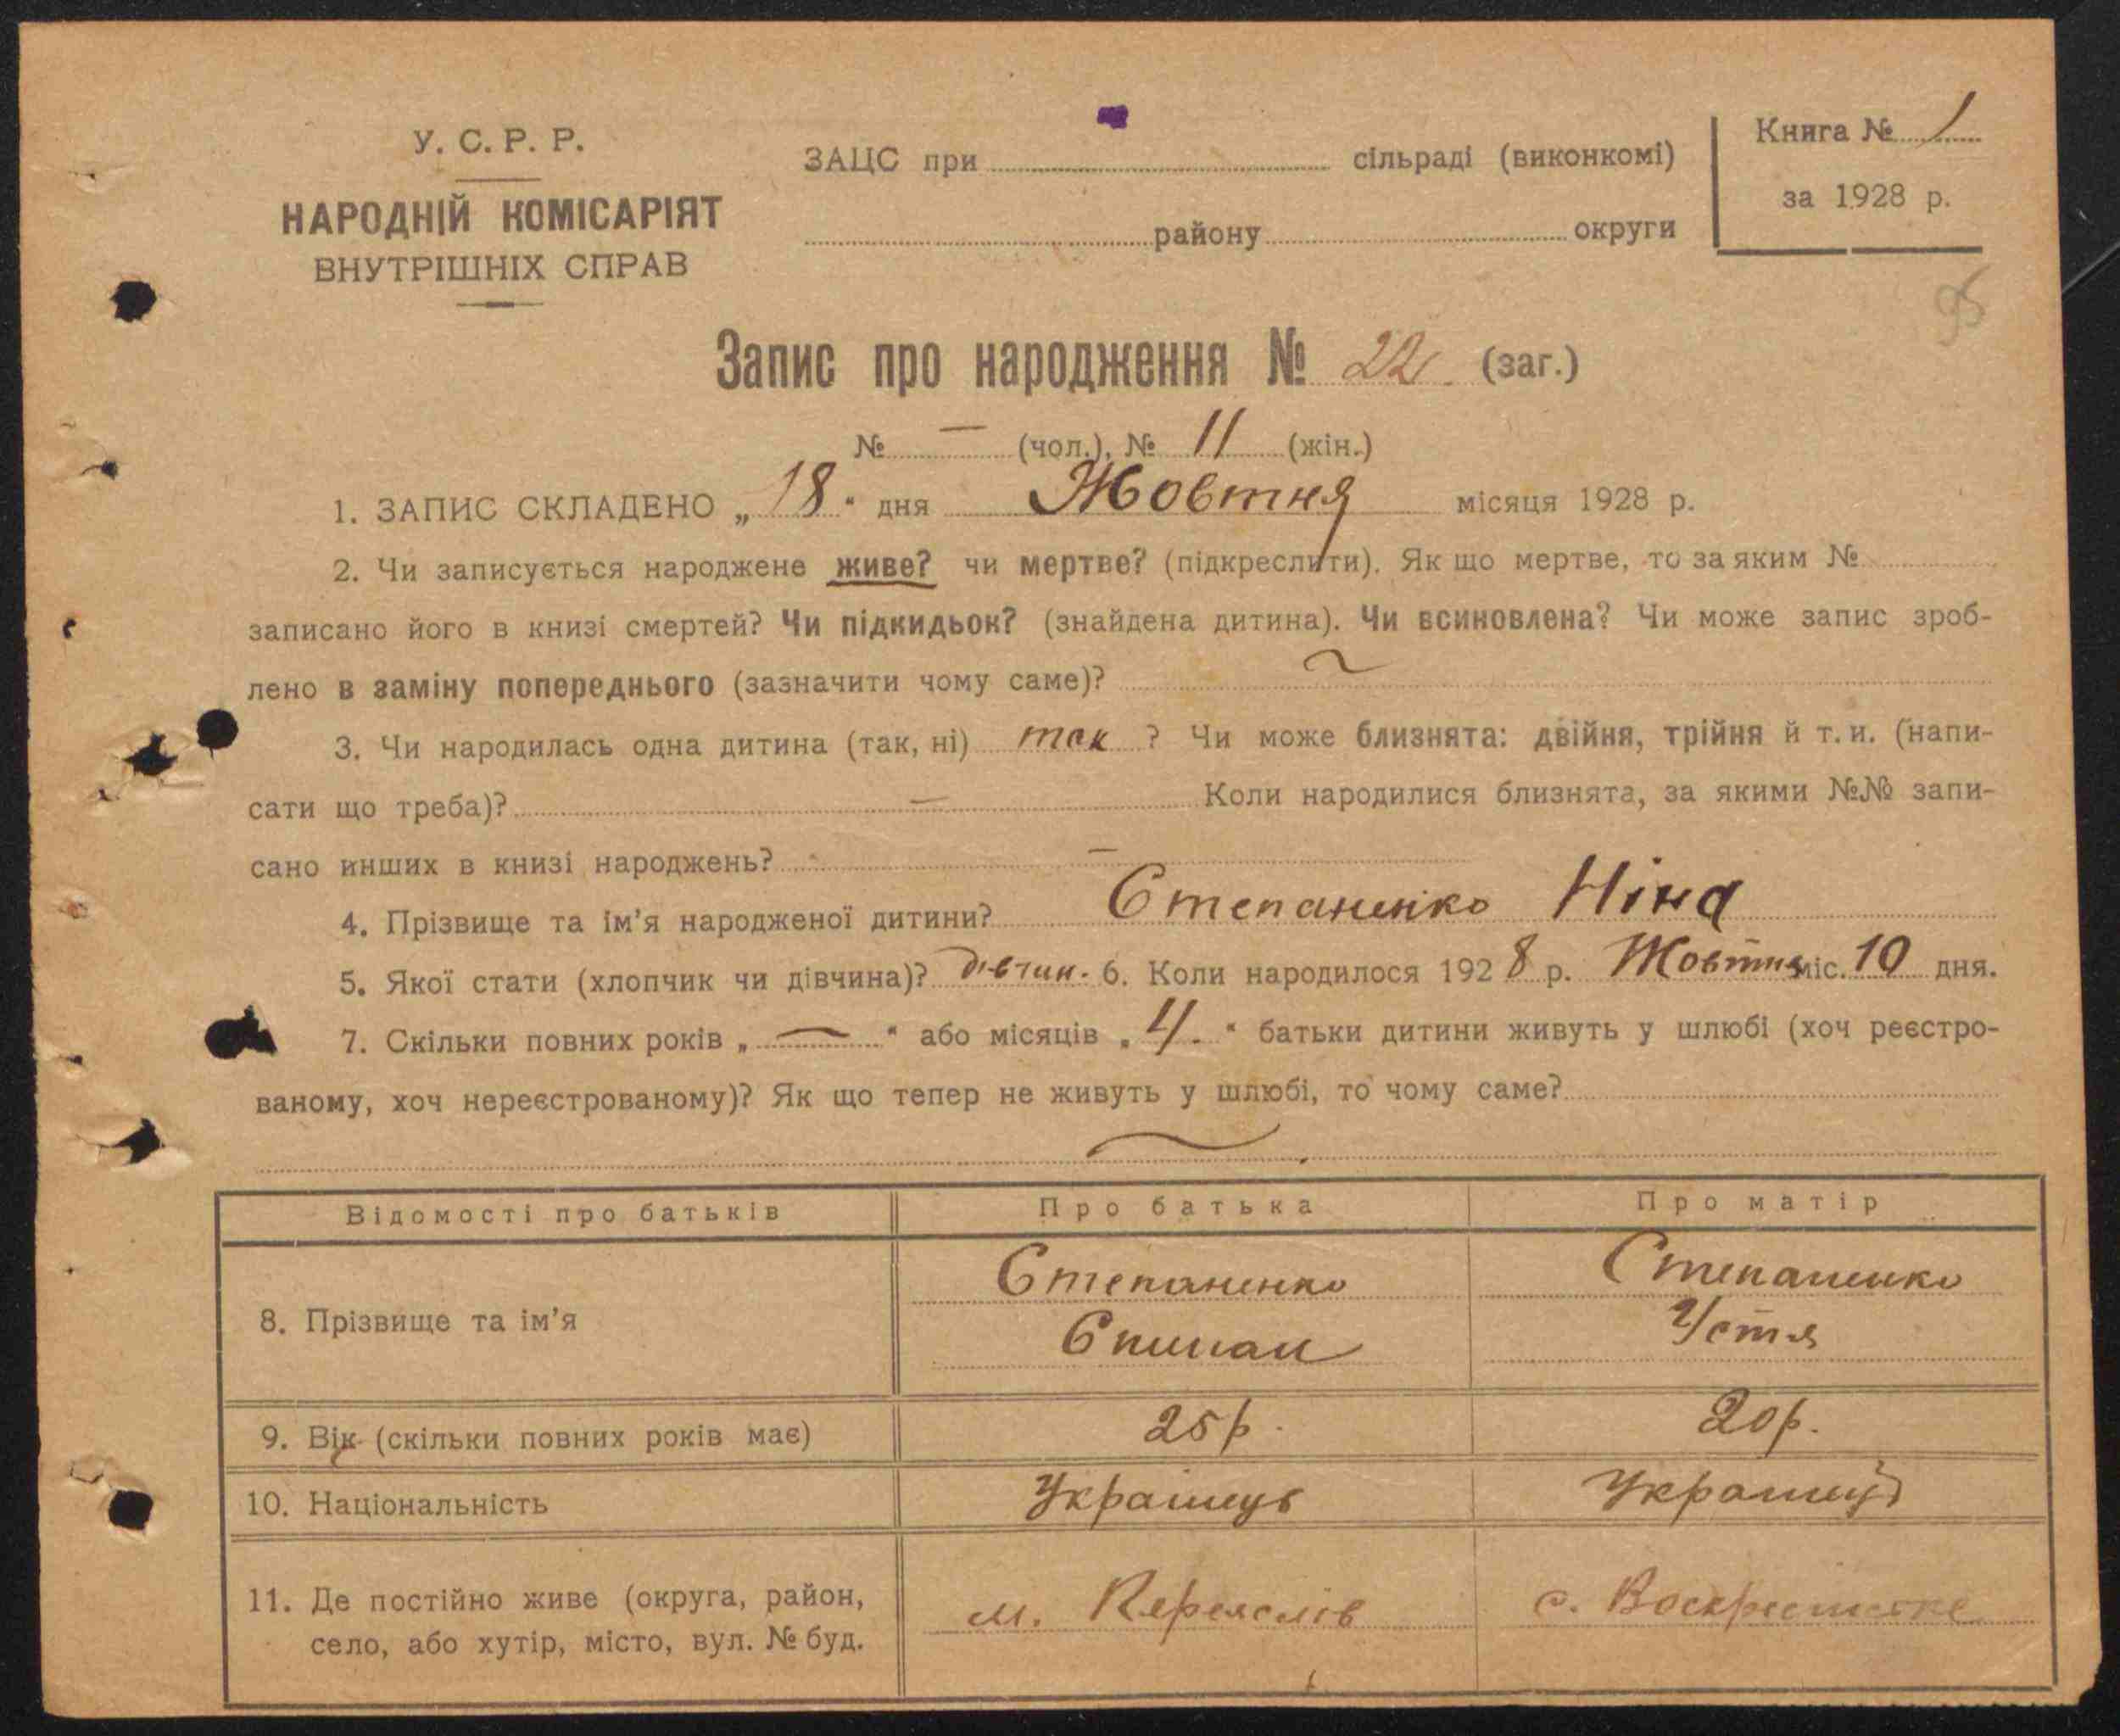 У. С. Р. Р.
НАРОДНІЙ КОМІСАРІЯТ
ВНУТРІШНІХ СПРАВ
ЗАЦС при сільраді (виконкомі)
району округи
Книга № 1
за 1928 р.
Запис про народження № 22 (заг.)
№ — (чол.), № 11 (жін.)
1. ЗАПИС СКЛАДЕНО „18" дня Жовтня місяця 1928 р.
2. Чи записується народжене живе? чи мертве? (підкреслити). Як що мертве, то за яким №
записано його в книзі смертей? Чи підкидьок? (знайдена дитина). Чи всиновлена? Чи може запис зроб-
лено в заміну попереднього (зазначити чому саме)?
3. Чи народилась одна дитина (так, ні) так ? Чи може близнята: двійня, трійня й т. и. (напи-
сати що треба)? — Коли народилися близнята, за якими №№ запи-
сано инших в книзі народжень? —
4. Прізвище та ім'я народженої дитини? Степаненко Ніна
5. Якої стати (хлопчик чи дівчина)? дівчин. 6. Коли народилося 1928 р. Жовтня міс. 10 дня.
7. Скільки повних років „—" або місяців „4." батьки дитини живуть у шлюбі (хоч реєстро-
ваному, хоч нереєстрованому)? Як що тепер не живуть у шлюбі, то чому саме?
Відомості про батьків Про батька Про матір
8. Прізвище та ім'я Степаненко Степаненко
Устя
9. Вік (скільки повних років має) 25 р. 20 р.
10. Національність
11. Де постійно живе (округа, район, м. Переяслів с.
село, або хутір, місто, вул. № буд.